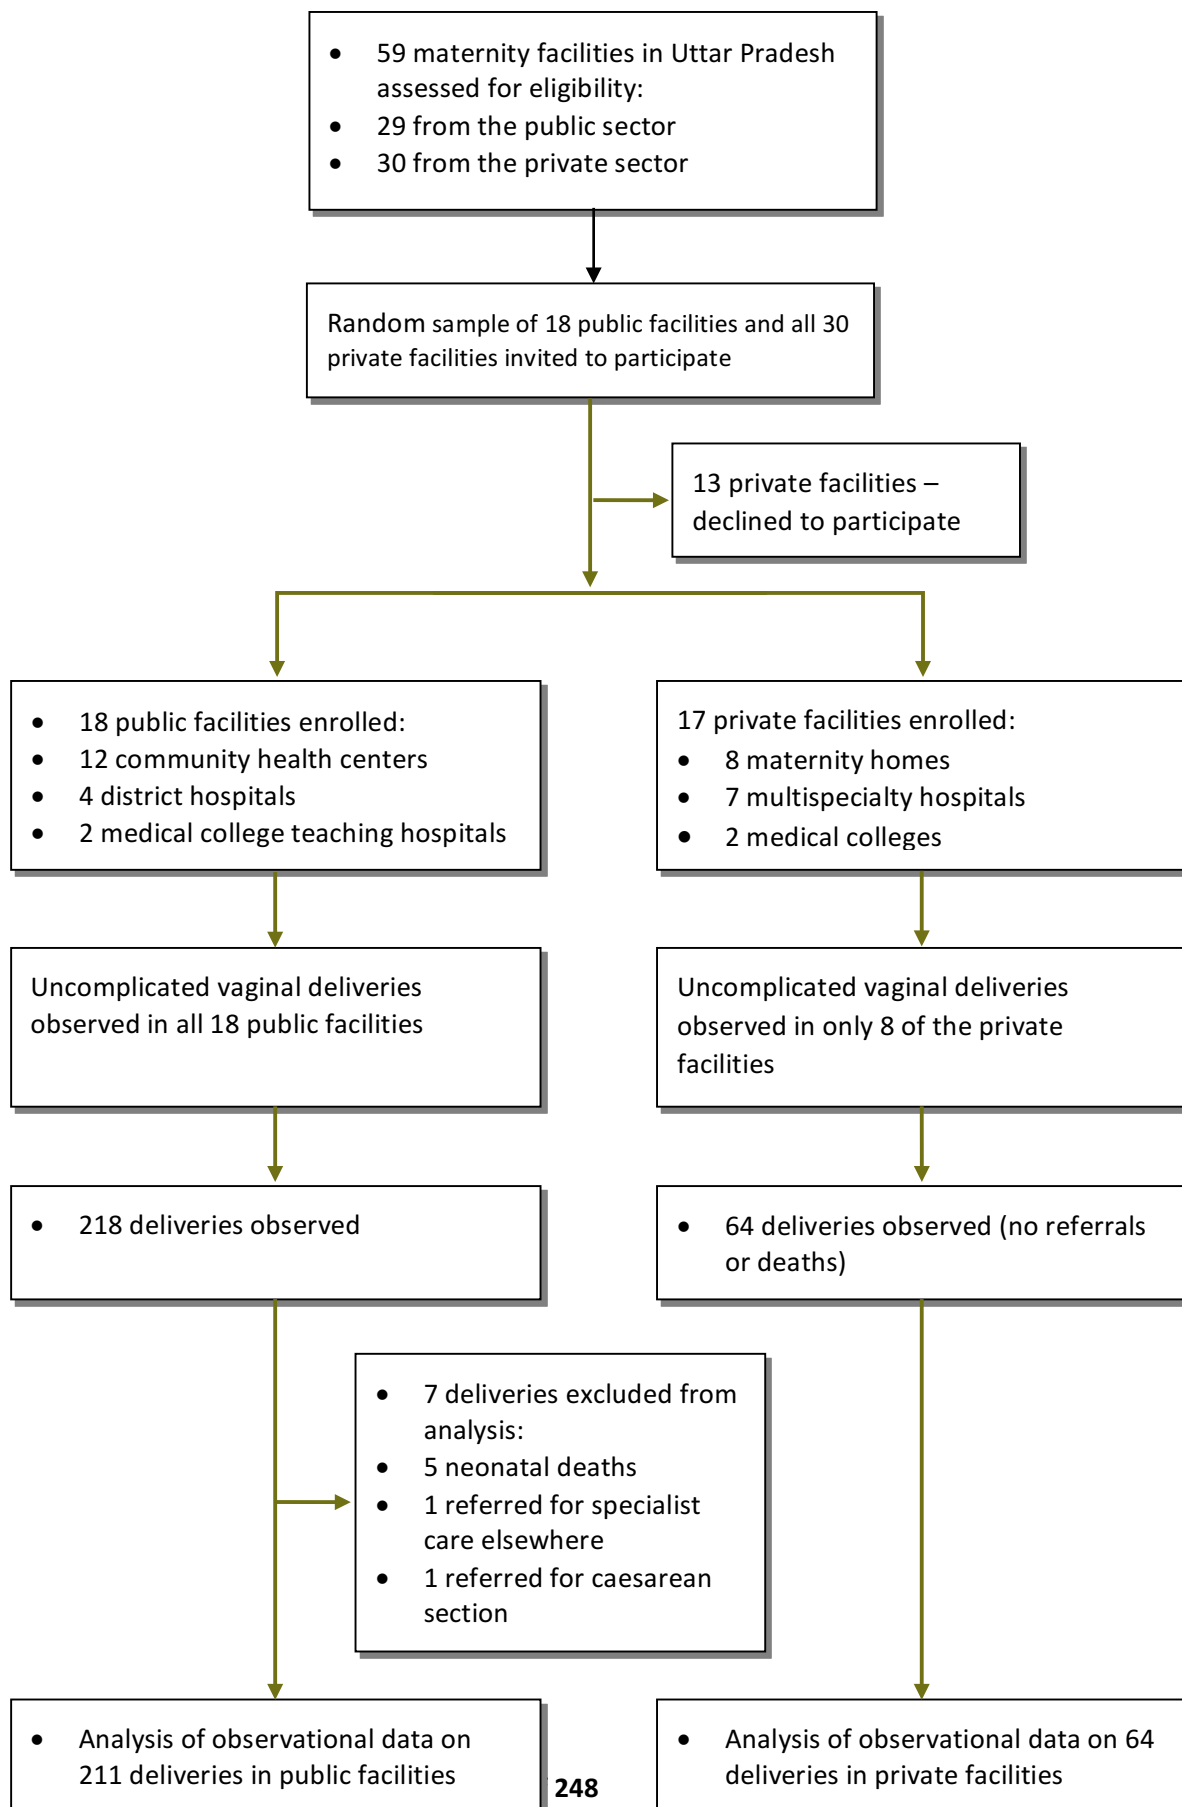 • 59 maternity facilities in Uttar Pradesh
assessed for eligibility:
• 29 from the public sector
• 30 from the private sector
Random sample of 18 public facilities and all 30
private facilities invited to participate
13 private facilities –
declined to participate
• 18 public facilities enrolled:
• 12 community health centers
• 4 district hospitals
• 2 medical college teaching hospitals
17 private facilities enrolled:
• 8 maternity homes
• 7 multispecialty hospitals
• 2 medical colleges
Uncomplicated vaginal deliveries
observed in all 18 public facilities
Uncomplicated vaginal deliveries
observed in only 8 of the private
facilities
• 218 deliveries observed
• 64 deliveries observed (no referrals
or deaths)
• 7 deliveries excluded from
analysis:
• 5 neonatal deaths
• 1 referred for specialist
care elsewhere
• 1 referred for caesarean
section
• Analysis of observational data on
211 deliveries in public facilities
• Analysis of observational data on 64
deliveries in private facilities
248